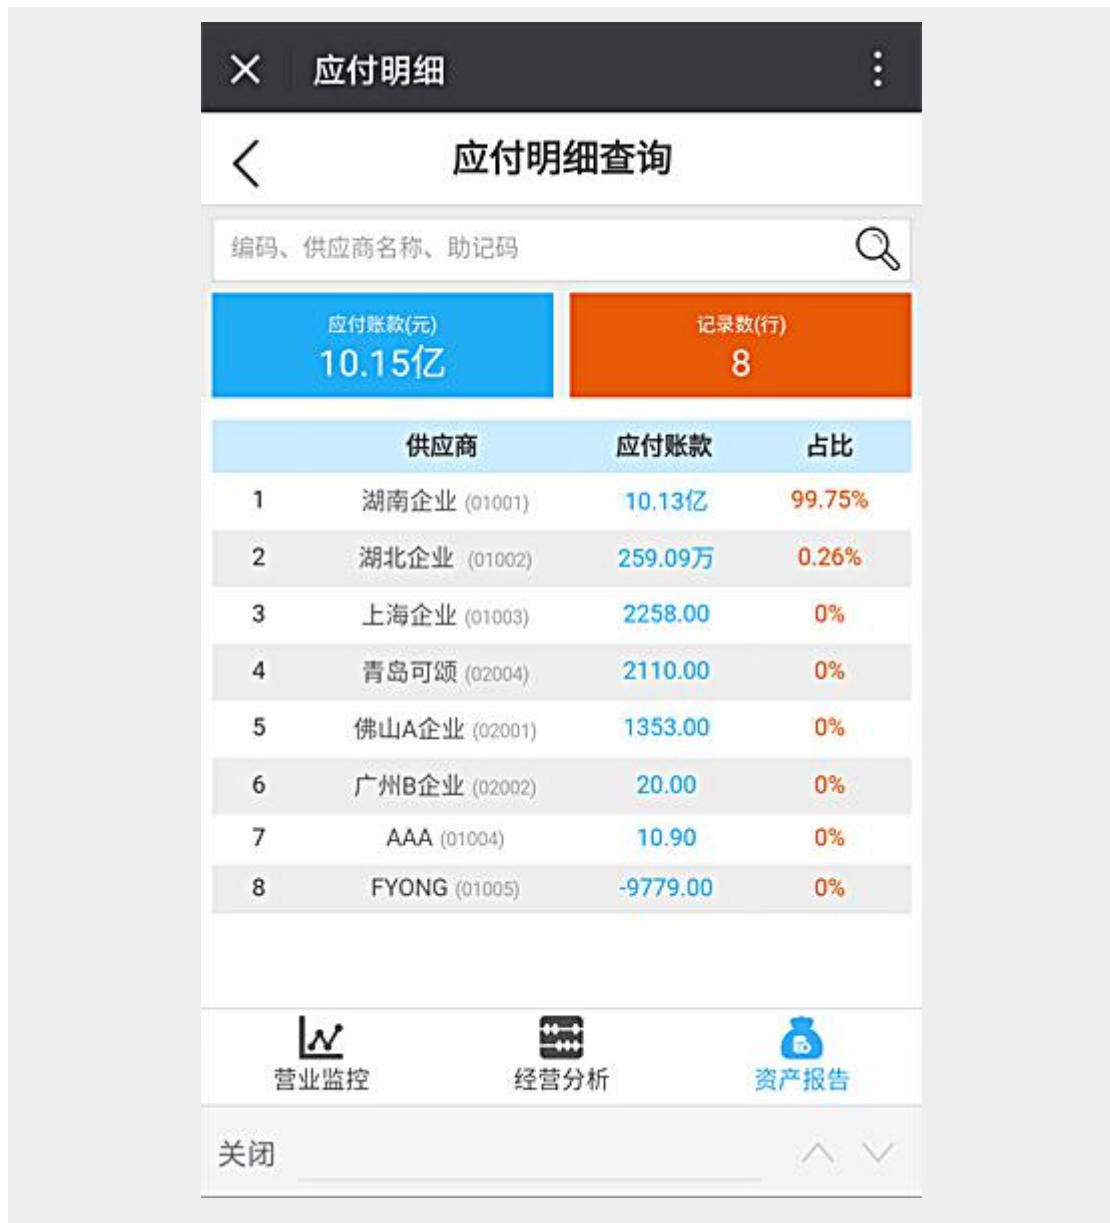 应付明细
应付明细查询
编码、供应商名称、助记码
应付账款(元) 记录数(行)
10.15亿 8
供应商 应付账款 占比
1 湖南企业 (01001) 10.13亿 99.75%
2 湖北企业 (01002) 259.09万 0.26%
3 上海企业 (01003) 2258.00 0%
4 青岛可颂 (02004) 2110.00 0%
5 佛山A企业 (02001) 1353.00 0%
6 广州B企业 (02002) 20.00 0%
7 AAA (01004) 10.90 0%
8 FYONG (01005) -9779.00 0%
营业监控 经营分析 资产报告
关闭